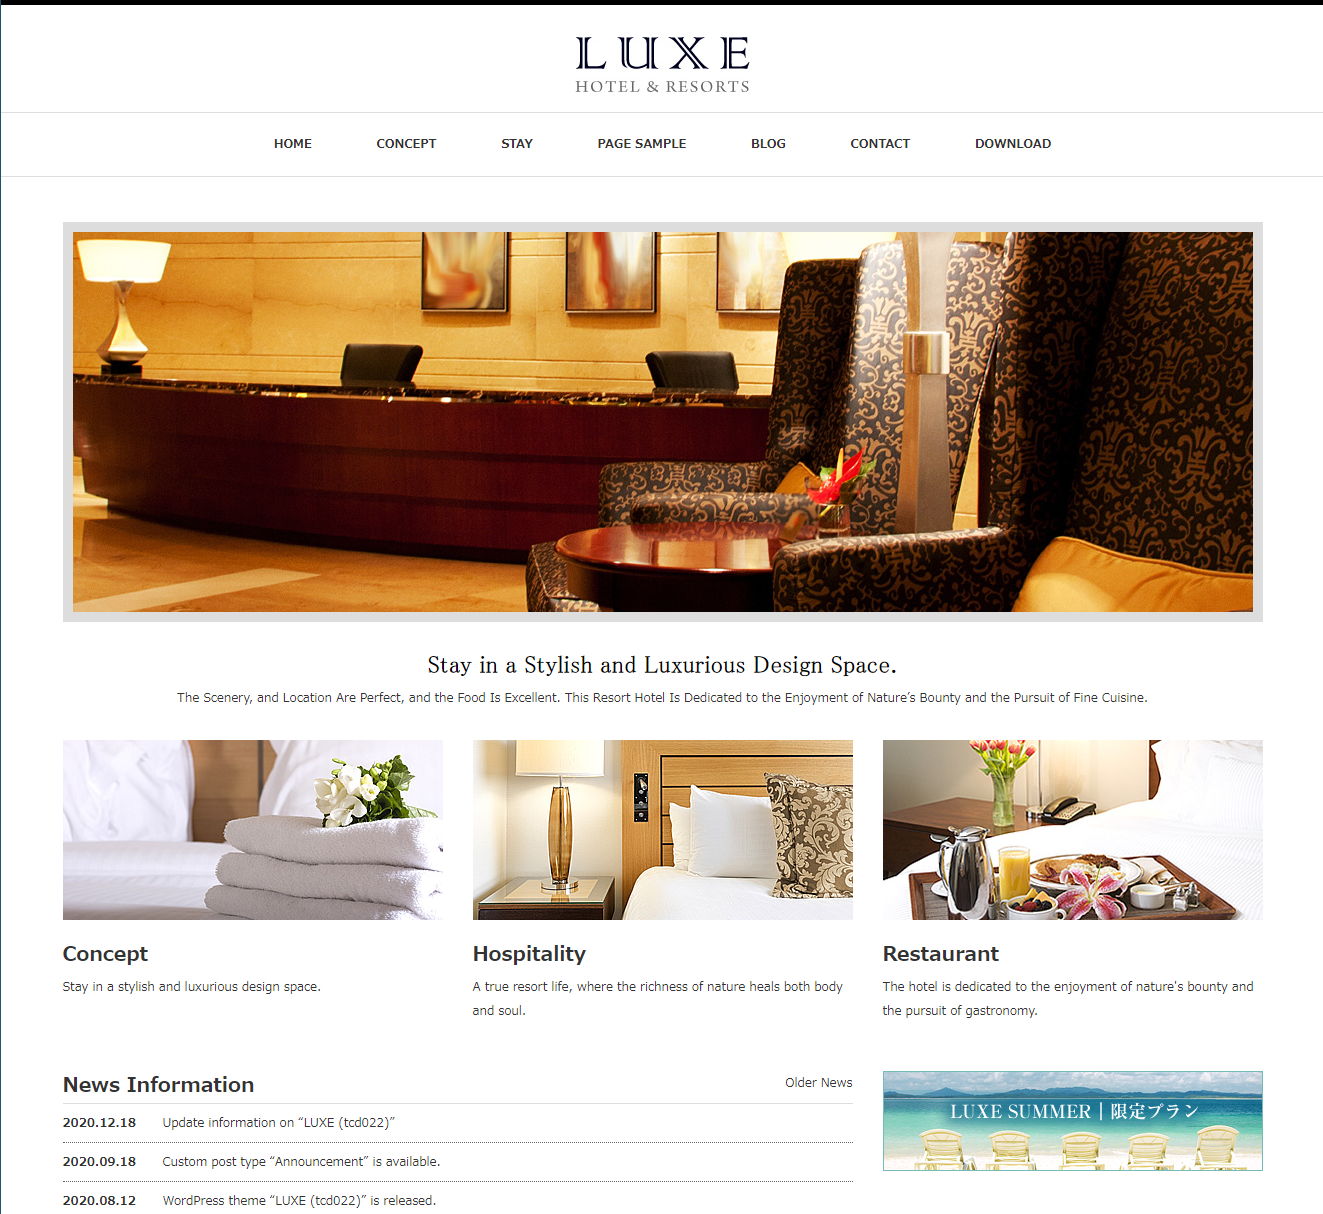 LUXE
HOTEL & RESORTS
HOME CONCEPT STAY PAGE SAMPLE BLOG CONTACT DOWNLOAD
Stay in a Stylish and Luxurious Design Space.
The Scenery, and Location Are Perfect, and the Food Is Excellent. This Resort Hotel Is Dedicated to the Enjoyment of Nature’s Bounty and the Pursuit of Fine Cuisine.
Concept
Stay in a stylish and luxurious design space.
Hospitality
A true resort life, where the richness of nature heals both body
and soul.
Restaurant
The hotel is dedicated to the enjoyment of nature's bounty and
the pursuit of gastronomy.
News Information
Older News
2020.12.18 Update information on “LUXE (tcd022)”
2020.09.18 Custom post type “Announcement” is available.
2020.08.12 WordPress theme “LUXE (tcd022)” is released.
LUXE SUMMER | 限定プラン